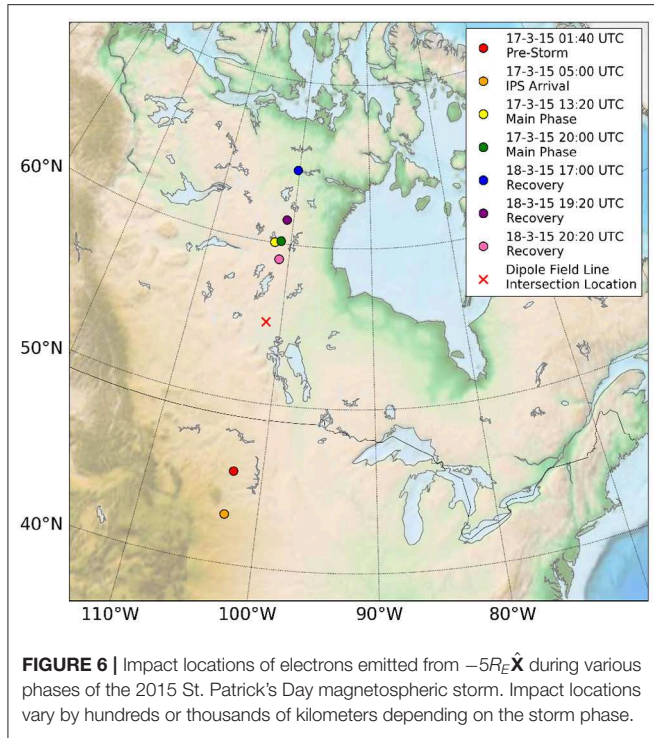 17-3-15 01:40 UTC
Pre-Storm
17-3-15 05:00 UTC
IPS Arrival
17-3-15 13:20 UTC
Main Phase
17-3-15 20:00 UTC
Main Phase
18-3-15 17:00 UTC
Recovery
18-3-15 19:20 UTC
Recovery
18-3-15 20:20 UTC
Recovery
Dipole Field Line
Intersection Location
60°N
50°N
40°N
110°W 100°W 90°W 80°W
FIGURE 6 | Impact locations of electrons emitted from −5R_E X̂ during various
phases of the 2015 St. Patrick's Day magnetospheric storm. Impact locations
vary by hundreds or thousands of kilometers depending on the storm phase.